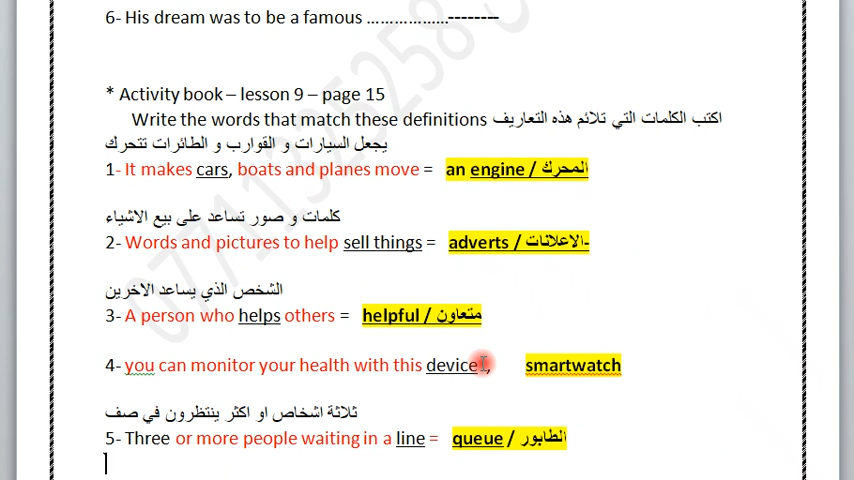 6- His dream was to be a famous ………………--------
* Activity book – lesson 9 – page 15
Write the words that match these definitions اكتب الكلمات التي تلائم هذه التعاريف
يجعل السيارات و القوارب و الطائرات تتحرك
1- It makes cars, boats and planes move = an engine / المحرك
كلمات و صور تساعد على بيع الاشياء
2- Words and pictures to help sell things = adverts / الاعلانات-
الشخص الذي يساعد الاخرين
3- A person who helps others = helpful / متعاون
4- you can monitor your health with this device , smartwatch
ثلاثة اشخاص او اكثر ينتظرون في صف
5- Three or more people waiting in a line = queue / الطابور